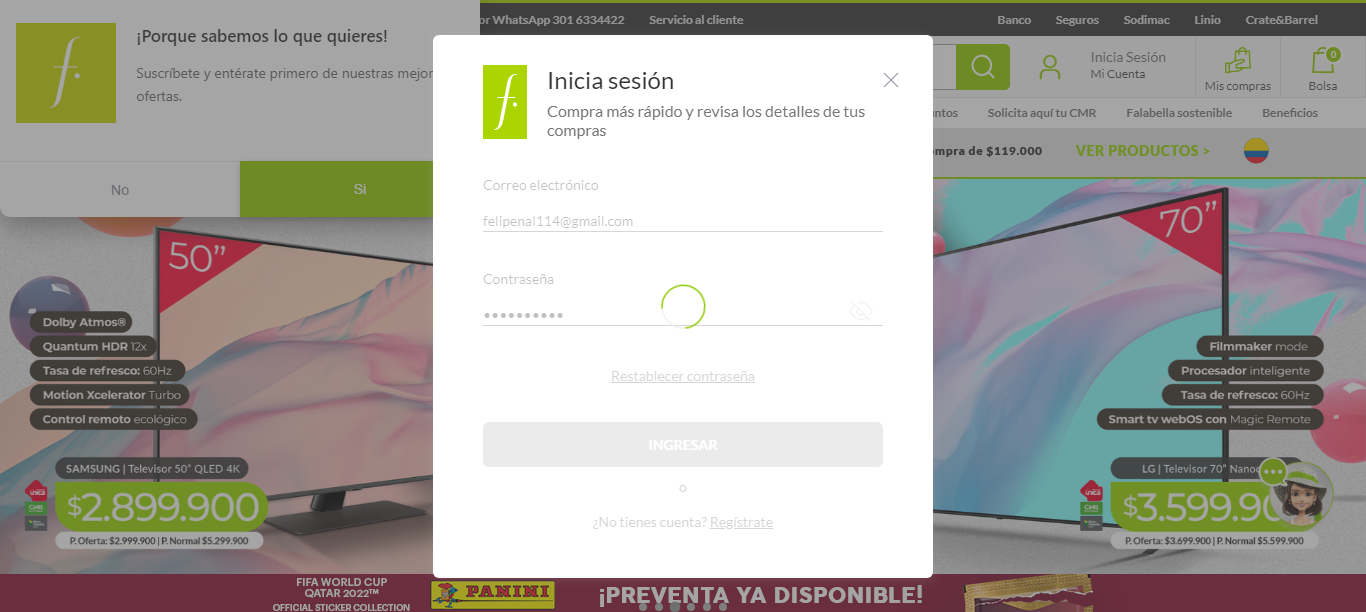 or WhatsApp 301 6334422
Servicio al cliente
Banco
Seguros
Sodimac
Linio
Crate&Barrel
¡Porque sabemos lo que quieres!
Suscríbete y entérate primero de nuestras mejor
ofertas.
No
Si
Inicia Sesión
Mi Cuenta
Mis compras
0
Bolsa
ntos
Solicita aquí tu CMR
Falabella sostenible
Beneficios
mpra de $119.000
VER PRODUCTOS >
f.
Inicia sesión
Compra más rápido y revisa los detalles de tus
compras
Correo electrónico
felipenal114@gmail.com
Contraseña
••••••••••
Restablecer contraseña
INGRESAR
o
¿No tienes cuenta? Regístrate
50”
Dolby Atmos®
Quantum HDR 12x
Tasa de refresco: 60Hz
Motion Xcelerator Turbo
Control remoto ecológico
SAMSUNG | Televisor 50” QLED 4K
única
CMR
$2.899.900
P. Oferta: $2.999.900 | P. Normal $5.299.900
70”
Filmmaker mode
Procesador inteligente
Tasa de refresco: 60Hz
Smart tv webOS con Magic Remote
LG | Televisor 70” Nanoc
única
CMR
$3.599.90
P. Oferta: $3.699.900 | P. Normal $5.599.900
FIFA WORLD CUP
QATAR 2022™
OFFICIAL STICKER COLLECTION
PANINI
¡PREVENTA YA DISPONIBLE!